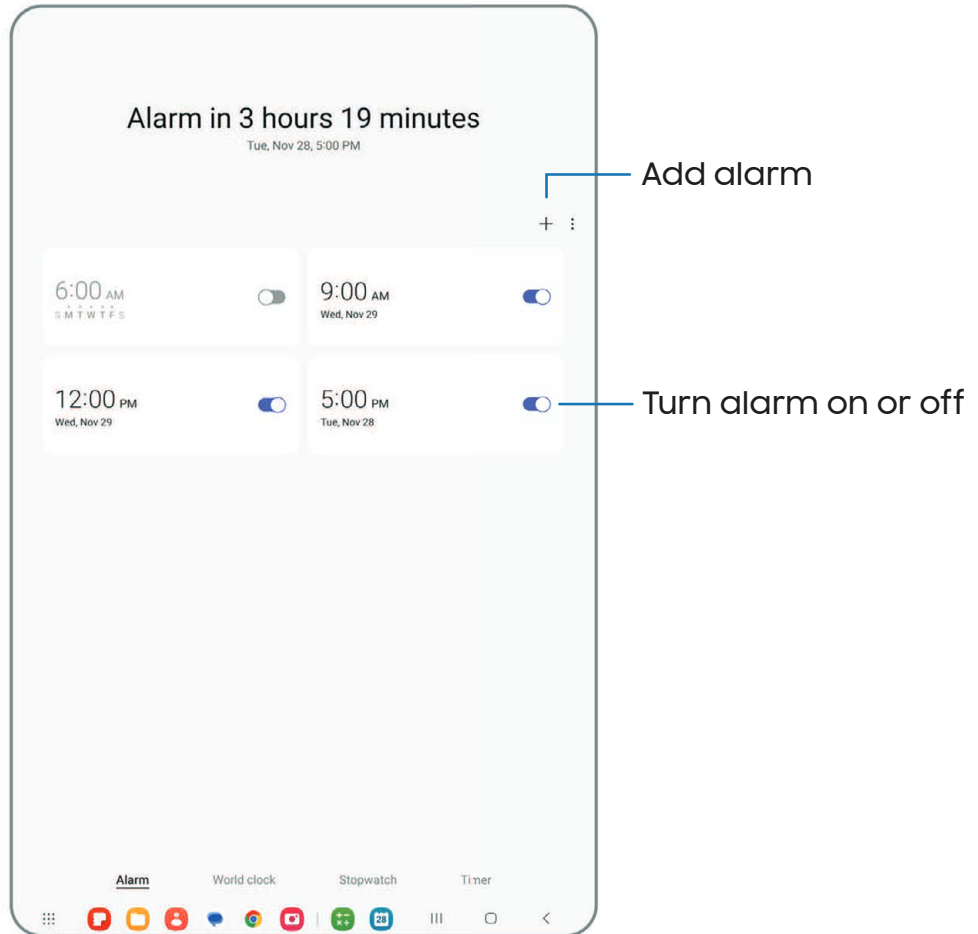 Alarm in 3 hours 19 minutes
Tue, Nov 28, 5:00 PM
Add alarm
6:00 AM
S M T W T F S
9:00 AM
Wed, Nov 29
12:00 PM
Wed, Nov 29
5:00 PM
Tue, Nov 28
Turn alarm on or off
Alarm World clock Stopwatch Timer
28